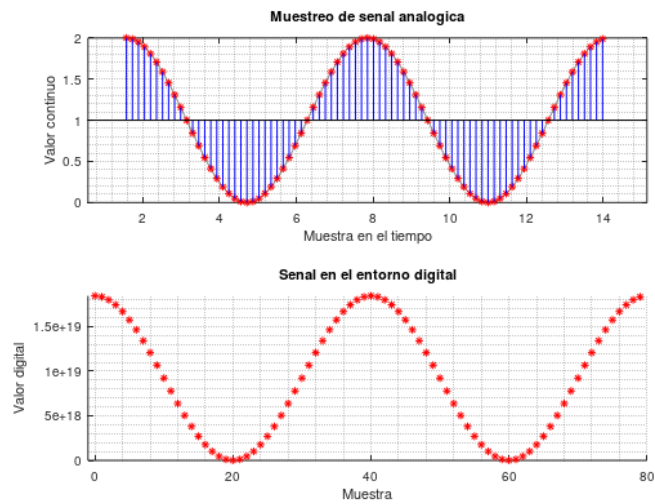 Muestreo de senal analogica
2
1.5
1
0.5
0
Valor continuo
2 4 6 8 10 12 14
Muestra en el tiempo
Senal en el entorno digital
1.5e+19
1e+19
5e+18
0
Valor digital
0 20 40 60 80
Muestra